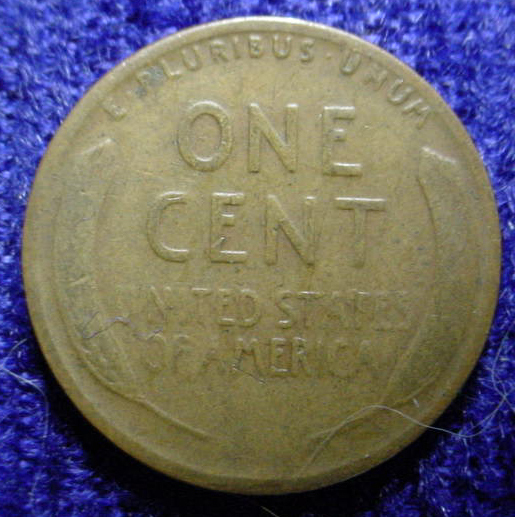 E·PLURIBUS·UNUM
ONE
CENT
UNITED STATES
OF AMERICA